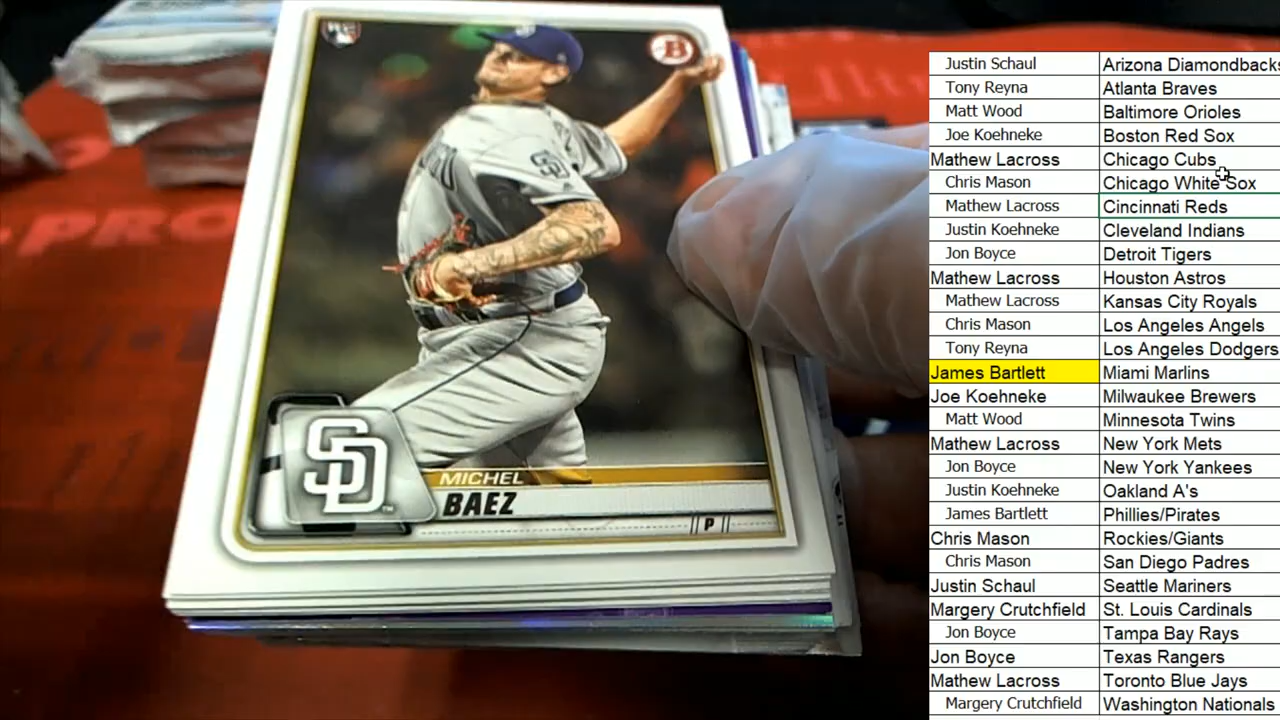 RC
B
SD
SD
MICHEL
BAEZ
P
PRO
Justin Schaul Arizona Diamondbacks
Tony Reyna Atlanta Braves
Matt Wood Baltimore Orioles
Joe Koehneke Boston Red Sox
Mathew Lacross Chicago Cubs
Chris Mason Chicago White Sox
Mathew Lacross Cincinnati Reds
Justin Koehneke Cleveland Indians
Jon Boyce Detroit Tigers
Mathew Lacross Houston Astros
Mathew Lacross Kansas City Royals
Chris Mason Los Angeles Angels
Tony Reyna Los Angeles Dodgers
James Bartlett Miami Marlins
Joe Koehneke Milwaukee Brewers
Matt Wood Minnesota Twins
Mathew Lacross New York Mets
Jon Boyce New York Yankees
Justin Koehneke Oakland A's
James Bartlett Phillies/Pirates
Chris Mason Rockies/Giants
Chris Mason San Diego Padres
Justin Schaul Seattle Mariners
Margery Crutchfield St. Louis Cardinals
Jon Boyce Tampa Bay Rays
Jon Boyce Texas Rangers
Mathew Lacross Toronto Blue Jays
Margery Crutchfield Washington Nationals